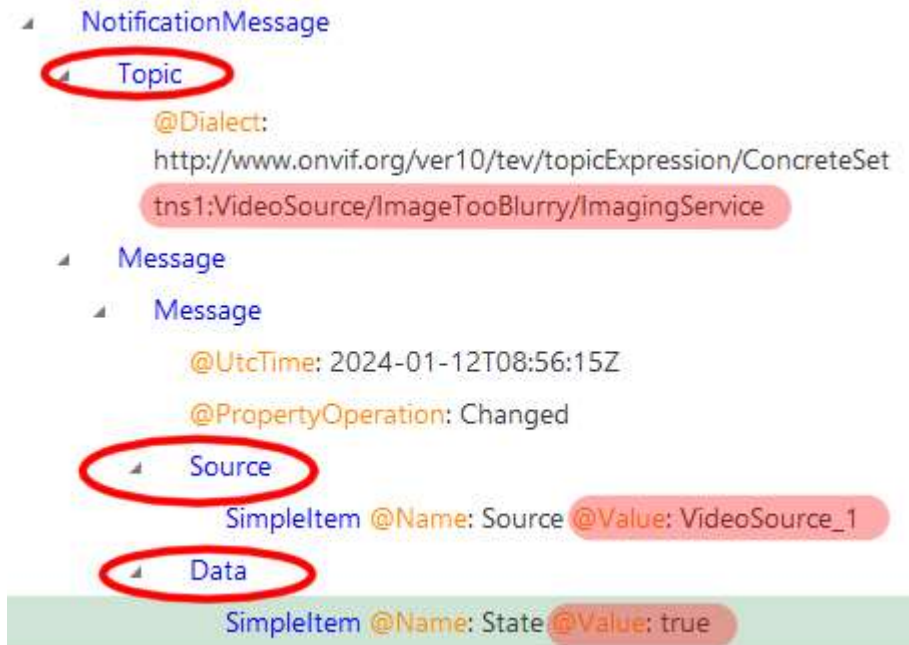 NotificationMessage
Topic
@Dialect:
http://www.onvif.org/ver10/tev/topicExpression/ConcreteSet
tns1:VideoSource/ImageTooBlurry/ImagingService
Message
Message
@UtcTime: 2024-01-12T08:56:15Z
@PropertyOperation: Changed
Source
SimpleItem @Name: Source @Value: VideoSource_1
Data
SimpleItem @Name: State @Value: true